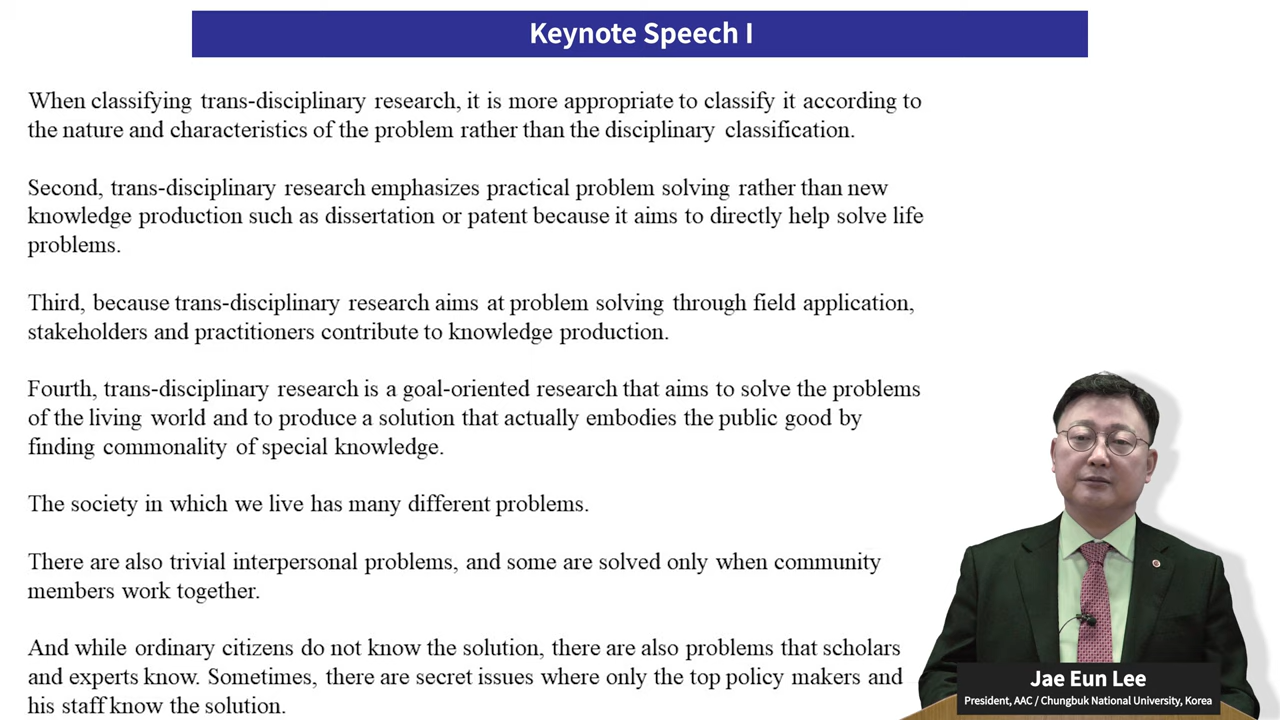 Keynote Speech I
When classifying trans-disciplinary research, it is more appropriate to classify it according to
the nature and characteristics of the problem rather than the disciplinary classification.
Second, trans-disciplinary research emphasizes practical problem solving rather than new
knowledge production such as dissertation or patent because it aims to directly help solve life
problems.
Third, because trans-disciplinary research aims at problem solving through field application,
stakeholders and practitioners contribute to knowledge production.
Fourth, trans-disciplinary research is a goal-oriented research that aims to solve the problems
of the living world and to produce a solution that actually embodies the public good by
finding commonality of special knowledge.
The society in which we live has many different problems.
There are also trivial interpersonal problems, and some are solved only when community
members work together.
And while ordinary citizens do not know the solution, there are also problems that scholars
and experts know. Sometimes, there are secret issues where only the top policy makers and
his staff know the solution.
Jae Eun Lee
President, AAC / Chungbuk National University, Korea